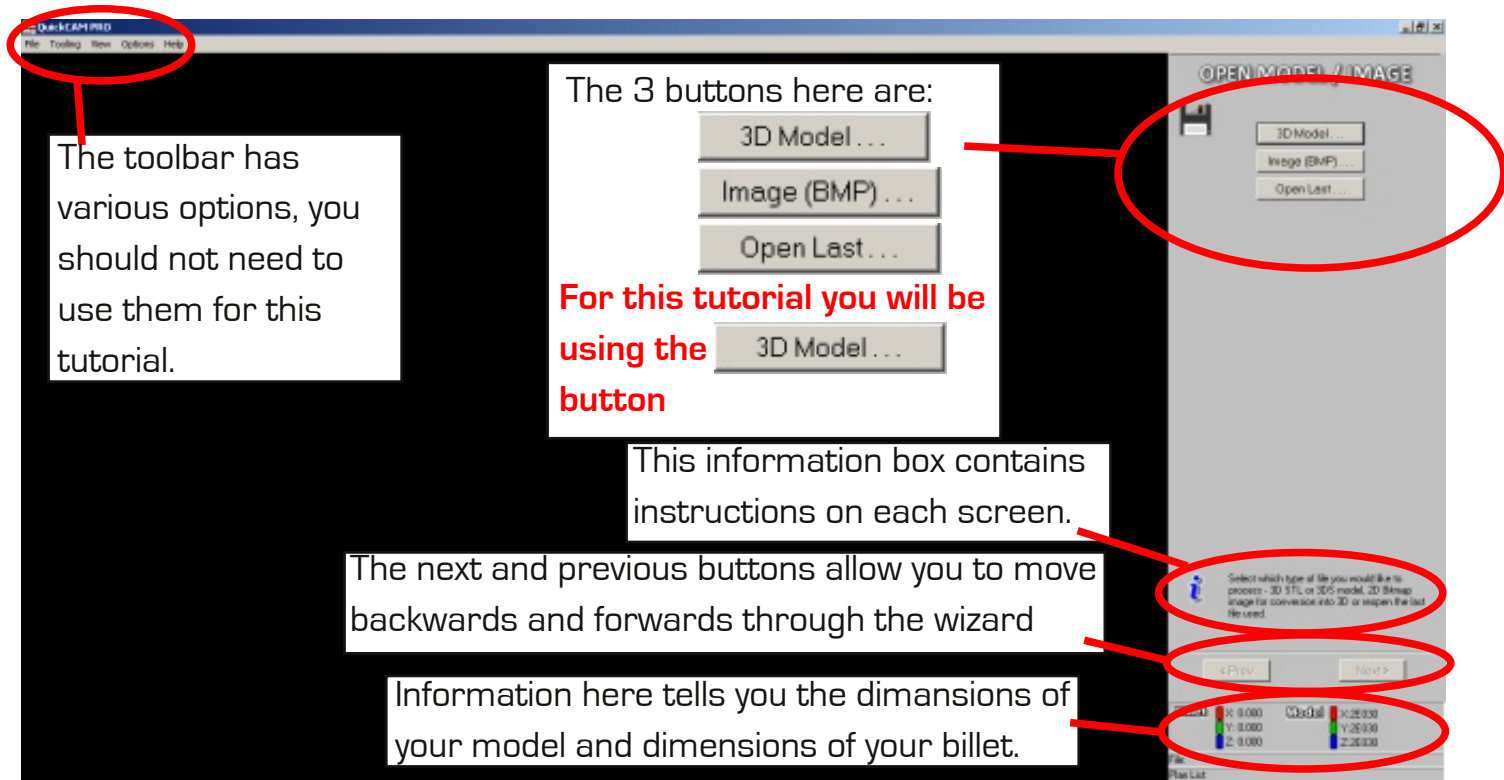 QuickCAM PRO
File Tooling View Options Help
OPEN MODEL / IMAGE
The 3 buttons here are:
3D Model . . .
Image (BMP) . . .
Open Last . . .
For this tutorial you will be
using the 3D Model . . .
button
3D Model . . .
Image (BMP) . . .
Open Last . . .
The toolbar has
various options, you
should not need to
use them for this
tutorial.
This information box contains
instructions on each screen.
Select which type of file you would like to
process - 3D STL or 3DS model, 2D Bitmap
image for conversion into 3D or reopen the last
file used.
The next and previous buttons allow you to move
backwards and forwards through the wizard
< Prev Next >
Information here tells you the dimansions of
your model and dimensions of your billet.
X: 0.000 Model X:2E030
Y: 0.000 Y:2E030
Z: 0.000 Z:2E030
File:
Plan List: